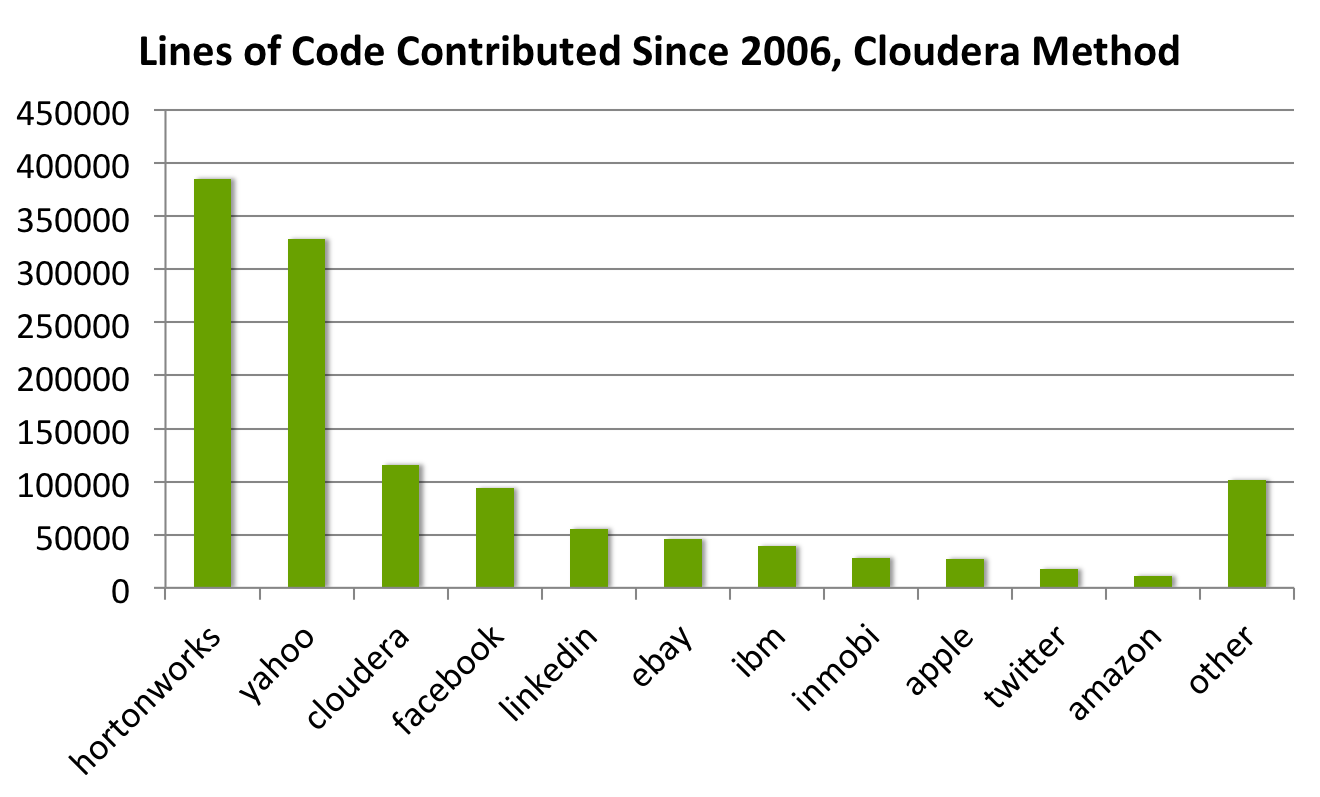 Lines of Code Contributed Since 2006, Cloudera Method
450000
400000
350000
300000
250000
200000
150000
100000
50000
0
hortonworks
yahoo
cloudera
facebook
linkedin
ebay
ibm
inmobi
apple
twitter
amazon
other